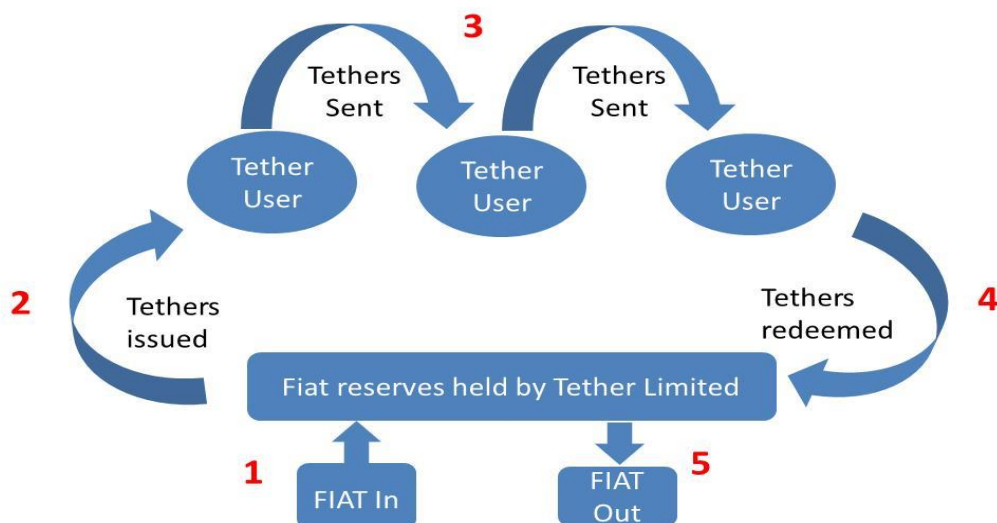 3
Tethers
Sent
Tethers
Sent
Tether
User
Tether
User
Tether
User
2
Tethers
issued
Tethers
redeemed
4
Fiat reserves held by Tether Limited
1
FIAT In
FIAT
Out
5